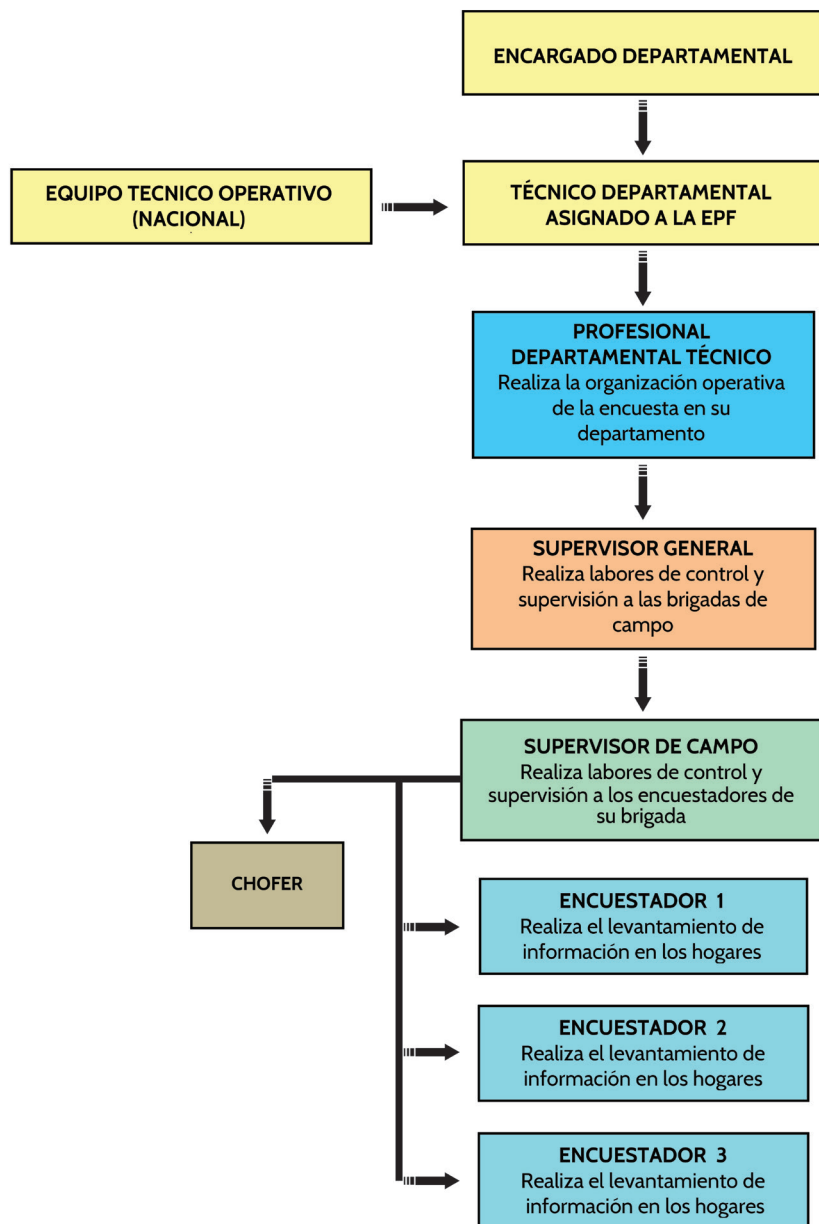 ENCARGADO DEPARTAMENTAL
EQUIPO TECNICO OPERATIVO
(NACIONAL)
TÉCNICO DEPARTAMENTAL
ASIGNADO A LA EPF
PROFESIONAL
DEPARTAMENTAL TÉCNICO
Realiza la organización operativa
de la encuesta en su
departamento
SUPERVISOR GENERAL
Realiza labores de control y
supervisión a las brigadas de
campo
SUPERVISOR DE CAMPO
Realiza labores de control y
supervisión a los encuestadores de
su brigada
CHOFER
ENCUESTADOR 1
Realiza el levantamiento de
información en los hogares
ENCUESTADOR 2
Realiza el levantamiento de
información en los hogares
ENCUESTADOR 3
Realiza el levantamiento de
información en los hogares